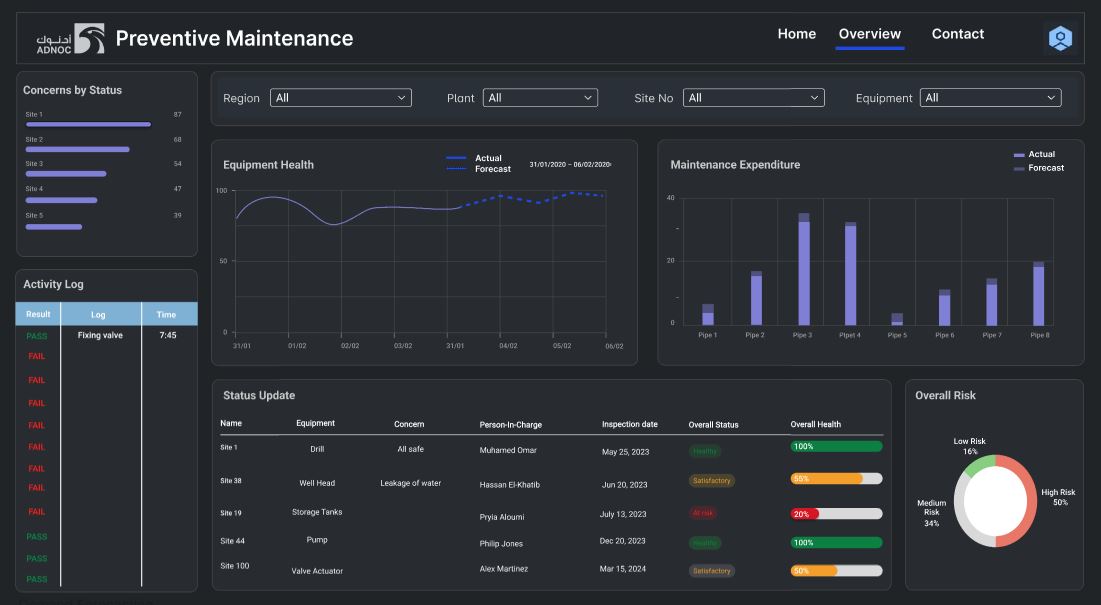 أدنـوك
ADNOC
Preventive Maintenance
Home
Overview
Contact
Concerns by Status
Site 1 87
Site 2 68
Site 3 54
Site 4 47
Site 5 39
Region All
Plant All
Site No All
Equipment All
Equipment Health
Actual
Forecast
31/01/2020 – 06/02/2020
100
50
0
31/01 01/02 02/02 03/02 31/01 04/02 05/02 06/02
Maintenance Expenditure
Actual
Forecast
40
20
0
Pipe 1 Pipe 2 Pipe 3 Pipet 4 Pipe 5 Pipe 6 Pipe 7 Pipe 8
Activity Log
Result Log Time
PASS Fixing valve 7:45
FAIL
FAIL
FAIL
FAIL
FAIL
FAIL
FAIL
FAIL
PASS
PASS
PASS
Status Update
Name Equipment Concern Person-In-Charge Inspection date Overall Status Overall Health
Site 1 Drill All safe Muhamed Omar May 25, 2023 Healthy 100%
Site 38 Well Head Leakage of water Hassan El-Khatib Jun 20, 2023 Satisfactory
Site 19 Storage Tanks Pryia Aloumi July 13, 2023 At risk 20%
Site 44 Pump Philip Jones Dec 20, 2023 Healthy 100%
Site 100 Valve Actuator Alex Martinez Mar 15, 2024 Satisfactory 50%
Overall Risk
Low Risk
16%
High Risk
50%
Medium
Risk
34%